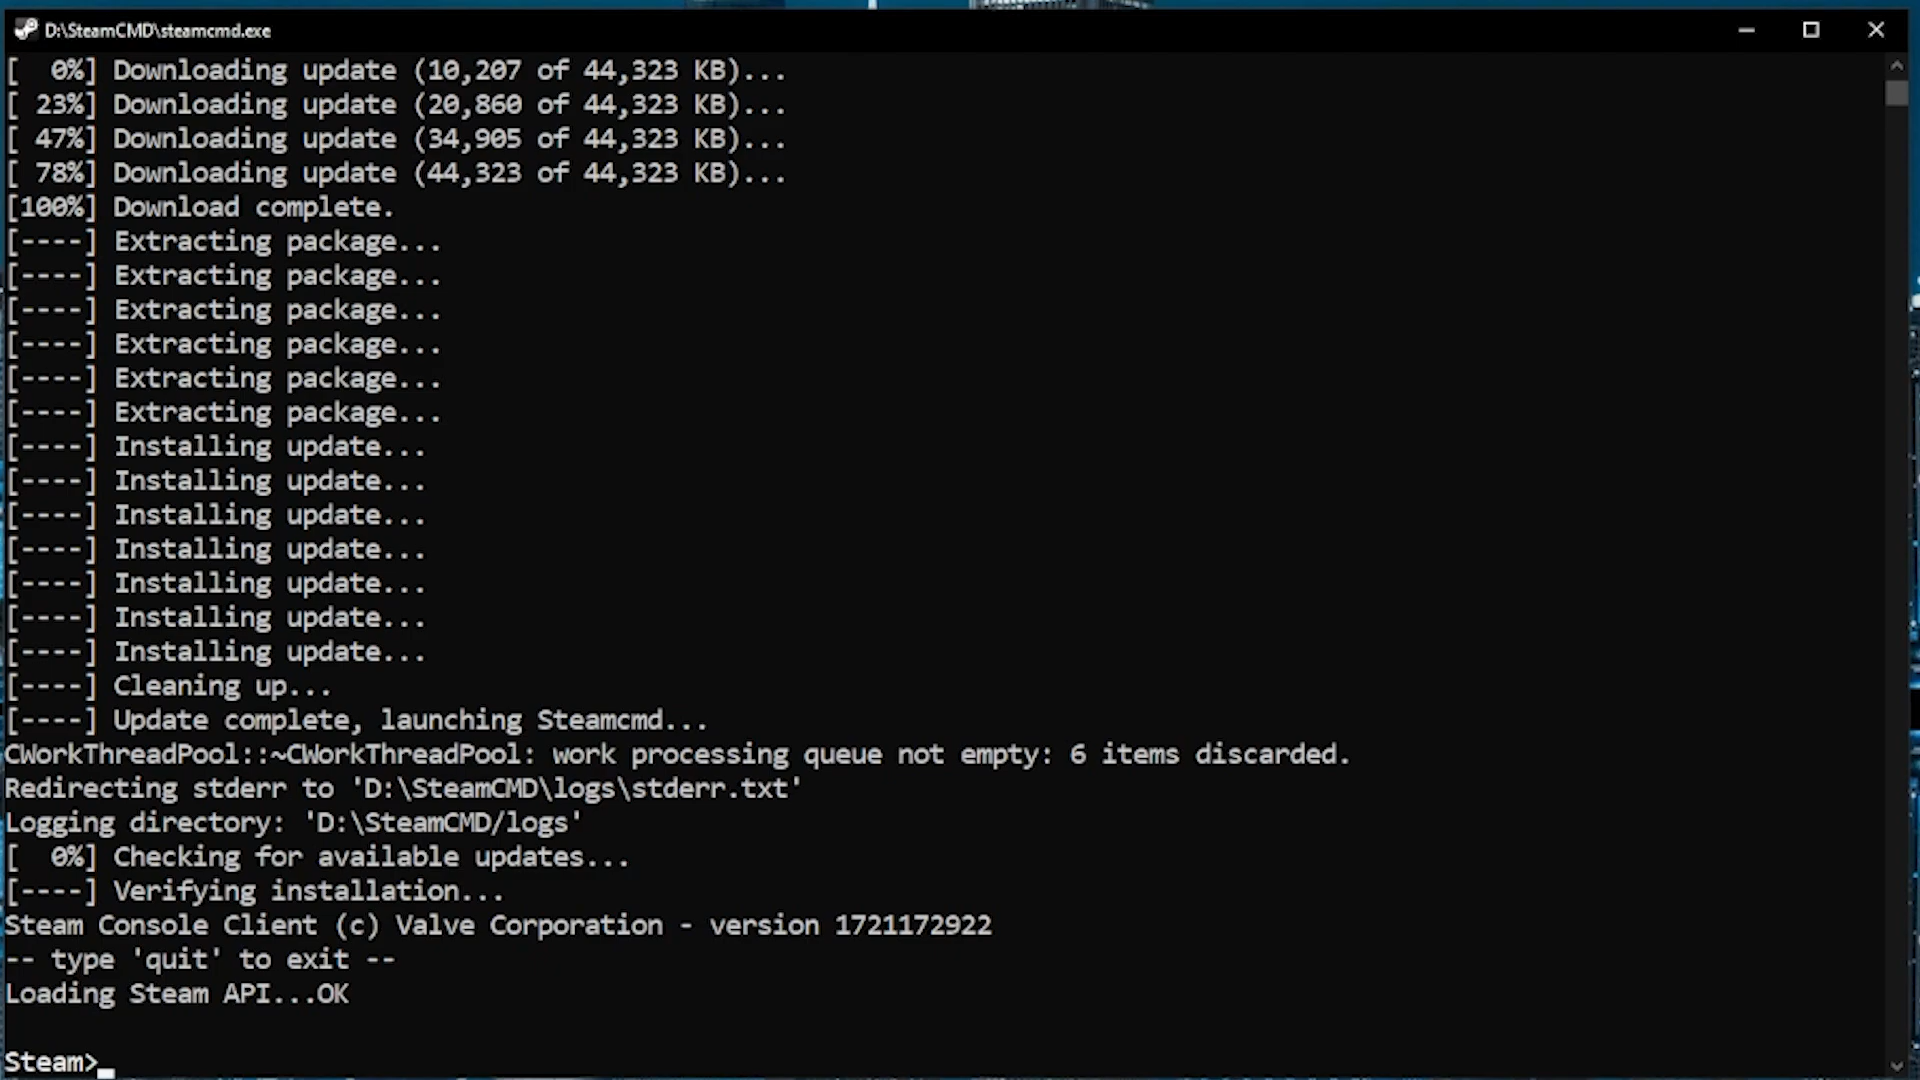 D:\SteamCMD\steamcmd.exe
[  0%] Downloading update (10,207 of 44,323 KB)...
[ 23%] Downloading update (20,860 of 44,323 KB)...
[ 47%] Downloading update (34,905 of 44,323 KB)...
[ 78%] Downloading update (44,323 of 44,323 KB)...
[100%] Download complete.
[----] Extracting package...
[----] Extracting package...
[----] Extracting package...
[----] Extracting package...
[----] Extracting package...
[----] Extracting package...
[----] Installing update...
[----] Installing update...
[----] Installing update...
[----] Installing update...
[----] Installing update...
[----] Installing update...
[----] Installing update...
[----] Cleaning up...
[----] Update complete, launching Steamcmd...
CWorkThreadPool::~CWorkThreadPool: work processing queue not empty: 6 items discarded.
Redirecting stderr to 'D:\SteamCMD\logs\stderr.txt'
Logging directory: 'D:\SteamCMD/logs'
[  0%] Checking for available updates...
[----] Verifying installation...
Steam Console Client (c) Valve Corporation - version 1721172922
-- type 'quit' to exit --
Loading Steam API...OK
Steam>